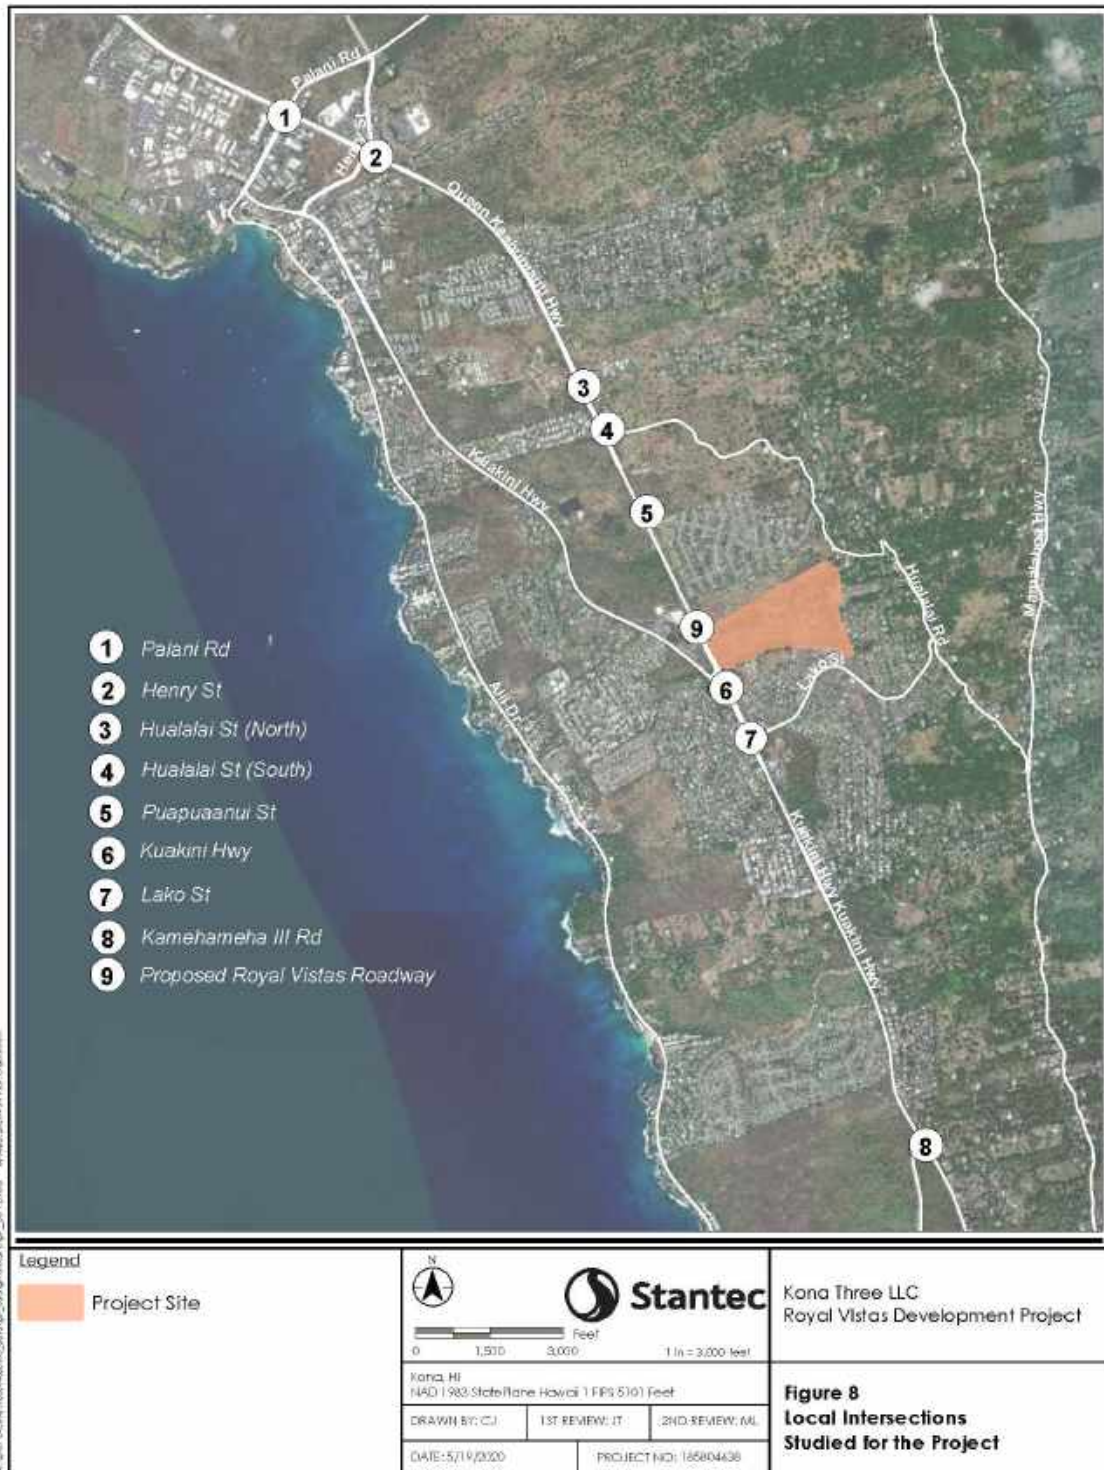 Palani Rd
1
Henry St
2
Queen Kaahumanu Hwy
3
4
Kuakini Hwy
5
Hualalai Rd
Mamalahoa Hwy
9
Lako St
6
Alii Dr
7
Kuakini Hwy Kuakini Hwy
8
1 Palani Rd
2 Henry St
3 Hualalai St (North)
4 Hualalai St (South)
5 Puapuaanui St
6 Kuakini Hwy
7 Lako St
8 Kamehameha III Rd
9 Proposed Royal Vistas Roadway
Legend
Project Site
N
Stantec
Feet
0 1,500 3,000
1 in = 3,000 feet
Kona, HI
NAD 1983 StatePlane Hawaii 1 FIPS 5101 Feet
DRAWN BY: CJ
1ST REVIEW: JT
2ND REVIEW: ML
DATE: 5/19/2020
PROJECT NO: 185804638
Kona Three LLC
Royal Vistas Development Project
Figure 8
Local Intersections
Studied for the Project